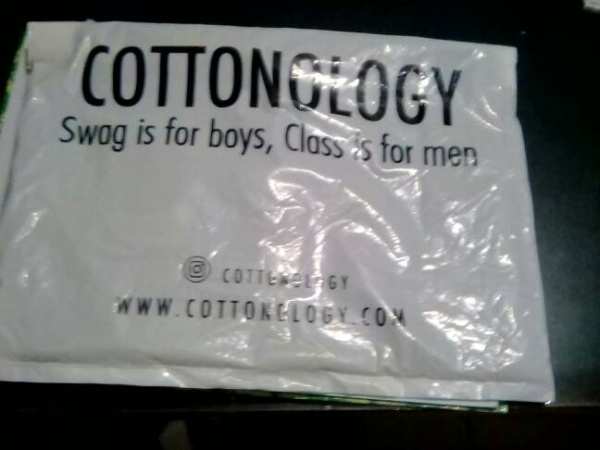 COTTONOLOGY
Swag is for boys, Class is for men
COTTONOLOGY
WWW.COTTONOLOGY.COM